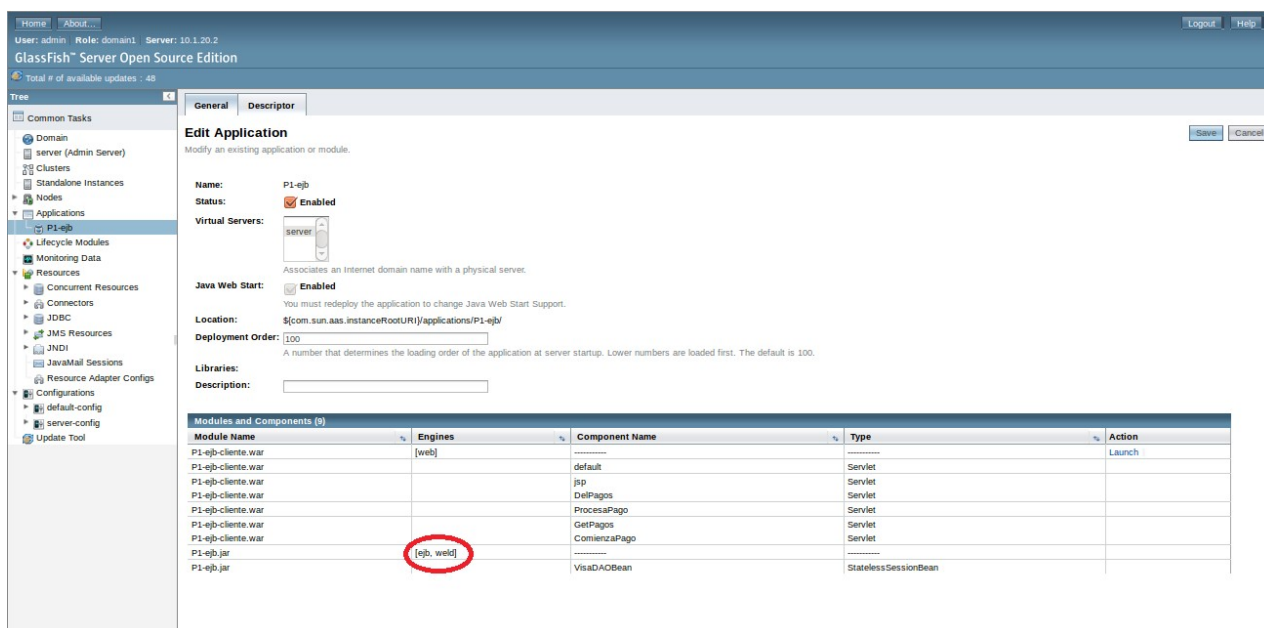 Home About... Logout Help
User: admin Role: domain1 Server: 10.1.20.2
GlassFish™ Server Open Source Edition
Total # of available updates : 48
Tree
Common Tasks
Domain
server (Admin Server)
Clusters
Standalone Instances
Nodes
Applications
P1-ejb
Lifecycle Modules
Monitoring Data
Resources
Concurrent Resources
Connectors
JDBC
JMS Resources
JNDI
JavaMail Sessions
Resource Adapter Configs
Configurations
default-config
server-config
Update Tool
General Descriptor
Edit Application Save Cancel
Modify an existing application or module.
Name: P1-ejb
Status: Enabled
Virtual Servers: server
Associates an Internet domain name with a physical server.
Java Web Start: Enabled
You must redeploy the application to change Java Web Start Support.
Location: ${com.sun.aas.instanceRootURI}/applications/P1-ejb/
Deployment Order: 100
A number that determines the loading order of the application at server startup. Lower numbers are loaded first. The default is 100.
Libraries:
Description:
Modules and Components (9)
Module Name Engines Component Name Type Action
P1-ejb-cliente.war [web] ----------- ----------- Launch
P1-ejb-cliente.war default Servlet
P1-ejb-cliente.war jsp Servlet
P1-ejb-cliente.war DelPagos Servlet
P1-ejb-cliente.war ProcesaPago Servlet
P1-ejb-cliente.war GetPagos Servlet
P1-ejb-cliente.war ComienzaPago Servlet
P1-ejb.jar [ejb, weld] ----------- -----------
P1-ejb.jar VisaDAOBean StatelessSessionBean